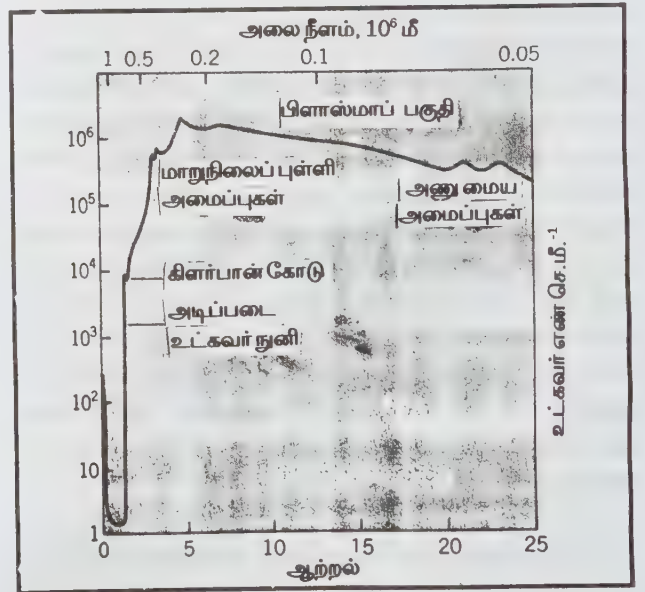 அலை நீளம், 10⁶ மீ
1 0.5 0.2 0.1 0.05
பிளாஸ்மாப் பகுதி
10⁶
மாறுநிலைப் புள்ளி
அமைப்புகள்
அணு மைய
அமைப்புகள்
10⁵
10⁴
கிளர்பான் கோடு
அடிப்படை
உட்கவர் நுனி
10³
10²
10
1
உட்கவர் எண் செ.மீ.⁻¹
0 5 10 15 20 25
ஆற்றல்